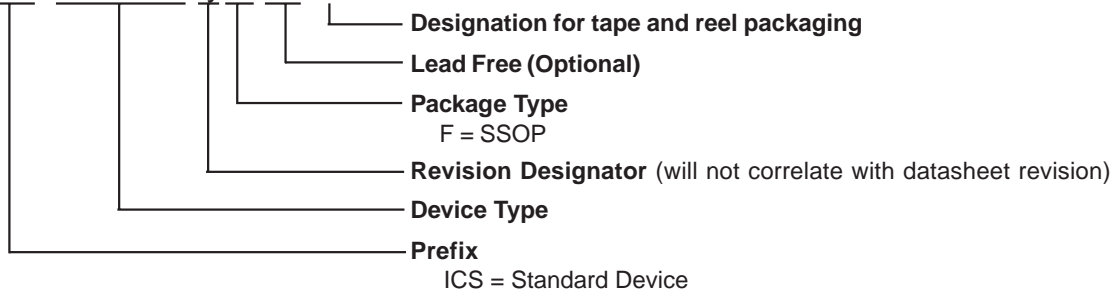 Designation for tape and reel packaging
Lead Free (Optional)
Package Type
F = SSOP
Revision Designator (will not correlate with datasheet revision)
Device Type
Prefix
ICS = Standard Device